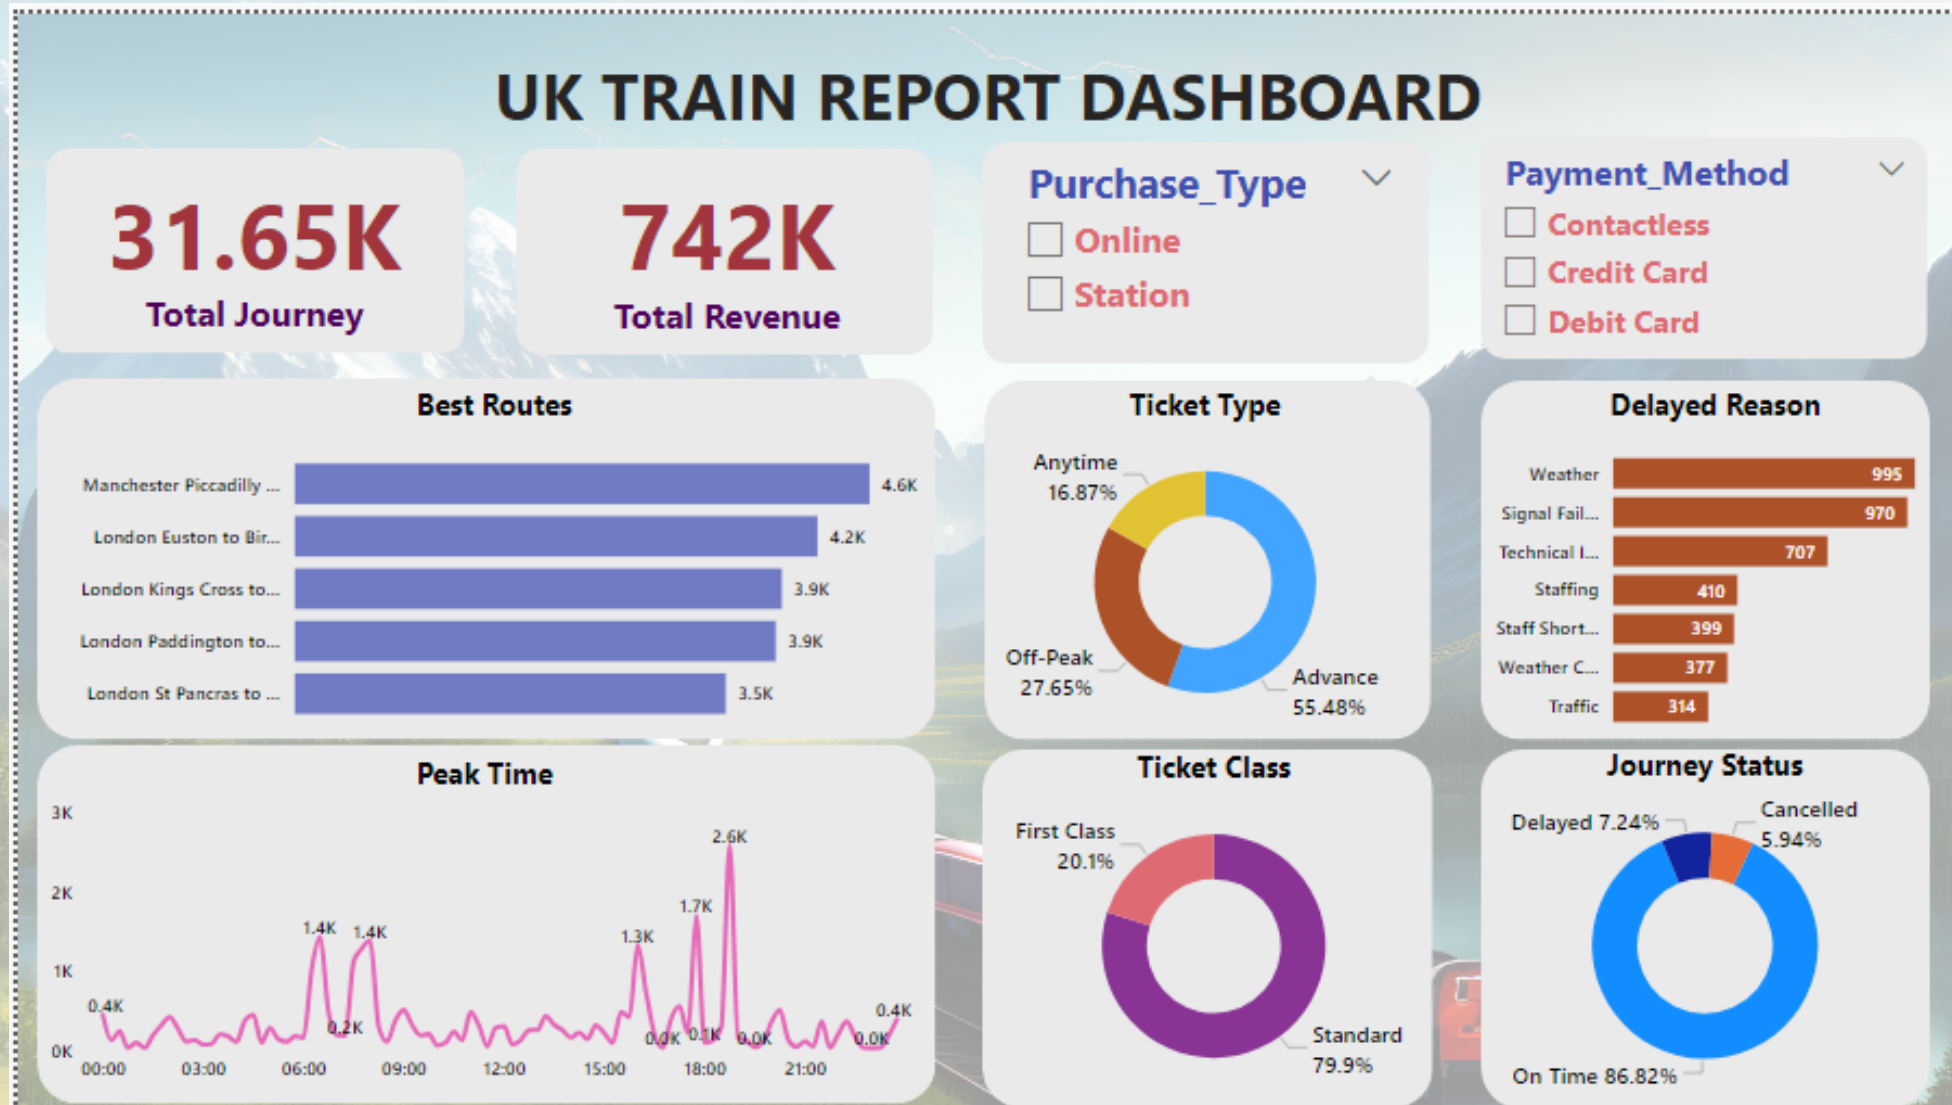 UK TRAIN REPORT DASHBOARD
31.65K
Total Journey
742K
Total Revenue
Purchase_Type
Online
Station
Payment_Method
Contactless
Credit Card
Debit Card
Best Routes
Manchester Piccadilly ... 4.6K
London Euston to Bir... 4.2K
London Kings Cross to... 3.9K
London Paddington to... 3.9K
London St Pancras to ... 3.5K
Ticket Type
Anytime
16.87%
Off-Peak
27.65%
Advance
55.48%
Delayed Reason
Weather 995
Signal Fail... 970
Technical I... 707
Staffing 410
Staff Short... 399
Weather C... 377
Traffic 314
Peak Time
3K
2K
1K
0K
0.4K
1.4K
0.2K
1.4K
1.3K
0.0K
1.7K
0.1K
2.6K
0.0K
0.0K
0.4K
00:00 03:00 06:00 09:00 12:00 15:00 18:00 21:00
Ticket Class
First Class
20.1%
Standard
79.9%
Journey Status
Delayed 7.24%
Cancelled
5.94%
On Time 86.82%